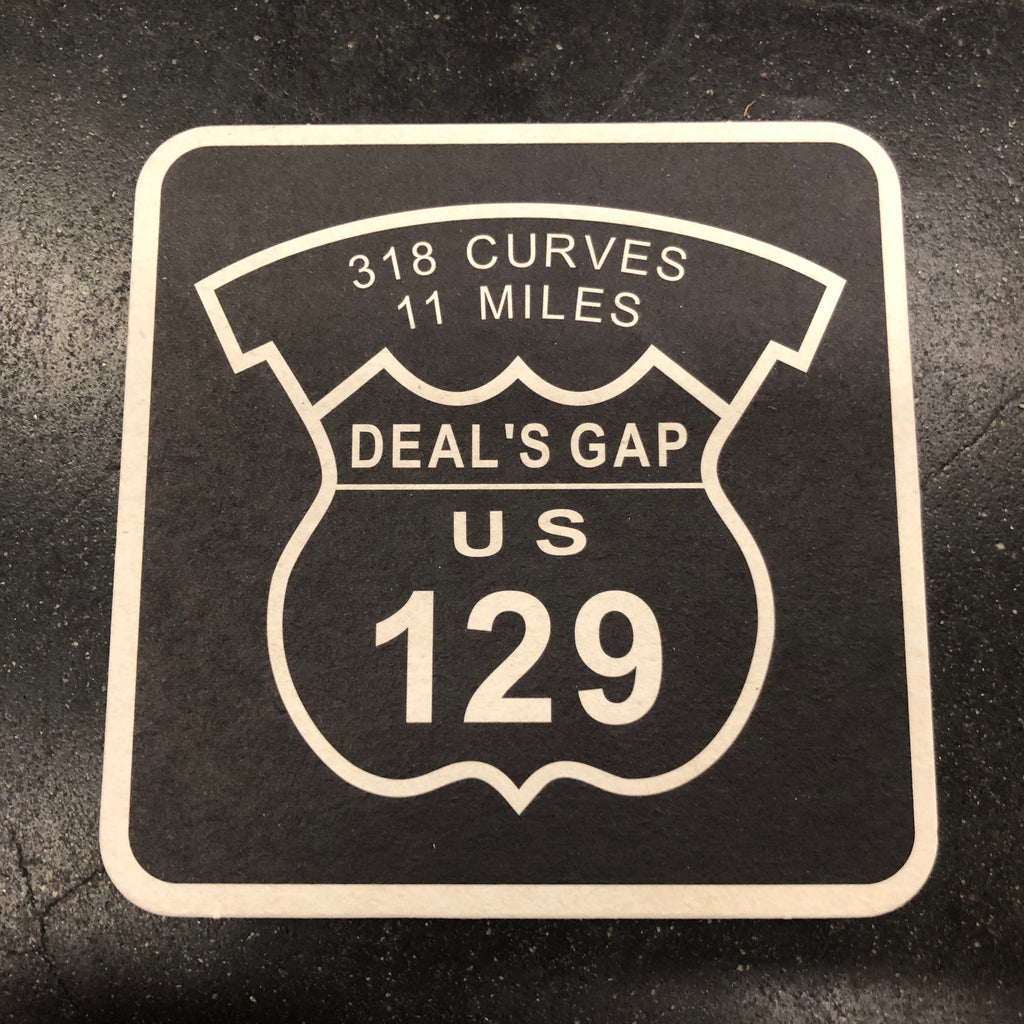 318 CURVES
11 MILES
DEAL'S GAP
US
129